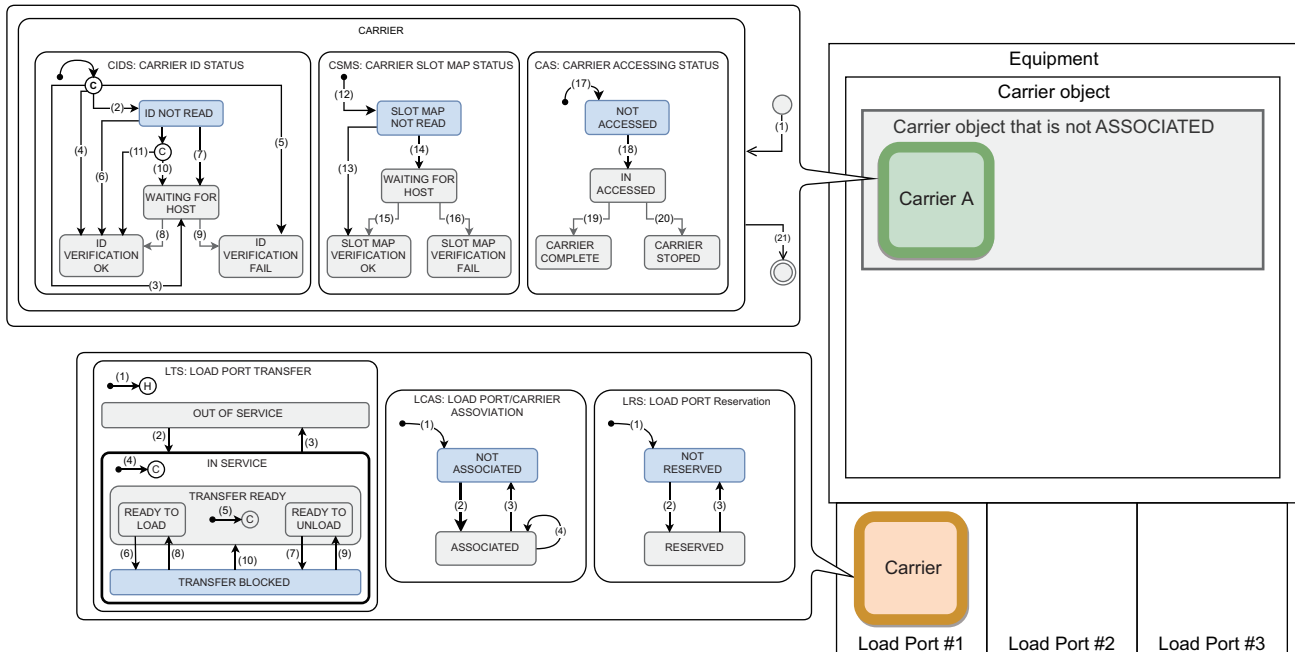 CARRIER
CIDS: CARRIER ID STATUS
C
(2)
ID NOT READ
(4)
(6)
(11)
C
(10)
(7)
(5)
WAITING FOR
HOST
(8)
(9)
ID
VERIFICATION
OK
ID
VERIFICATION
FAIL
(3)
CSMS: CARRIER SLOT MAP STATUS
(12)
SLOT MAP
NOT READ
(13)
(14)
WAITING FOR
HOST
(15)
(16)
SLOT MAP
VERIFICATION
OK
SLOT MAP
VERIFICATION
FAIL
CAS: CARRIER ACCESSING STATUS
(17)
NOT
ACCESSED
(18)
IN
ACCESSED
(19)
(20)
CARRIER
COMPLETE
CARRIER
STOPED
(1)
(21)
Equipment
Carrier object
Carrier object that is not ASSOCIATED
Carrier A
LTS: LOAD PORT TRANSFER
(1)
H
OUT OF SERVICE
(2)
(3)
IN SERVICE
(4)
C
TRANSFER READY
READY TO
LOAD
(5)
C
READY TO
UNLOAD
(6)
(8)
(10)
(7)
(9)
TRANSFER BLOCKED
LCAS: LOAD PORT/CARRIER
ASSOVIATION
(1)
NOT
ASSOCIATED
(2)
(3)
(4)
ASSOCIATED
LRS: LOAD PORT Reservation
(1)
NOT
RESERVED
(2)
(3)
RESERVED
Carrier
Load Port #1
Load Port #2
Load Port #3